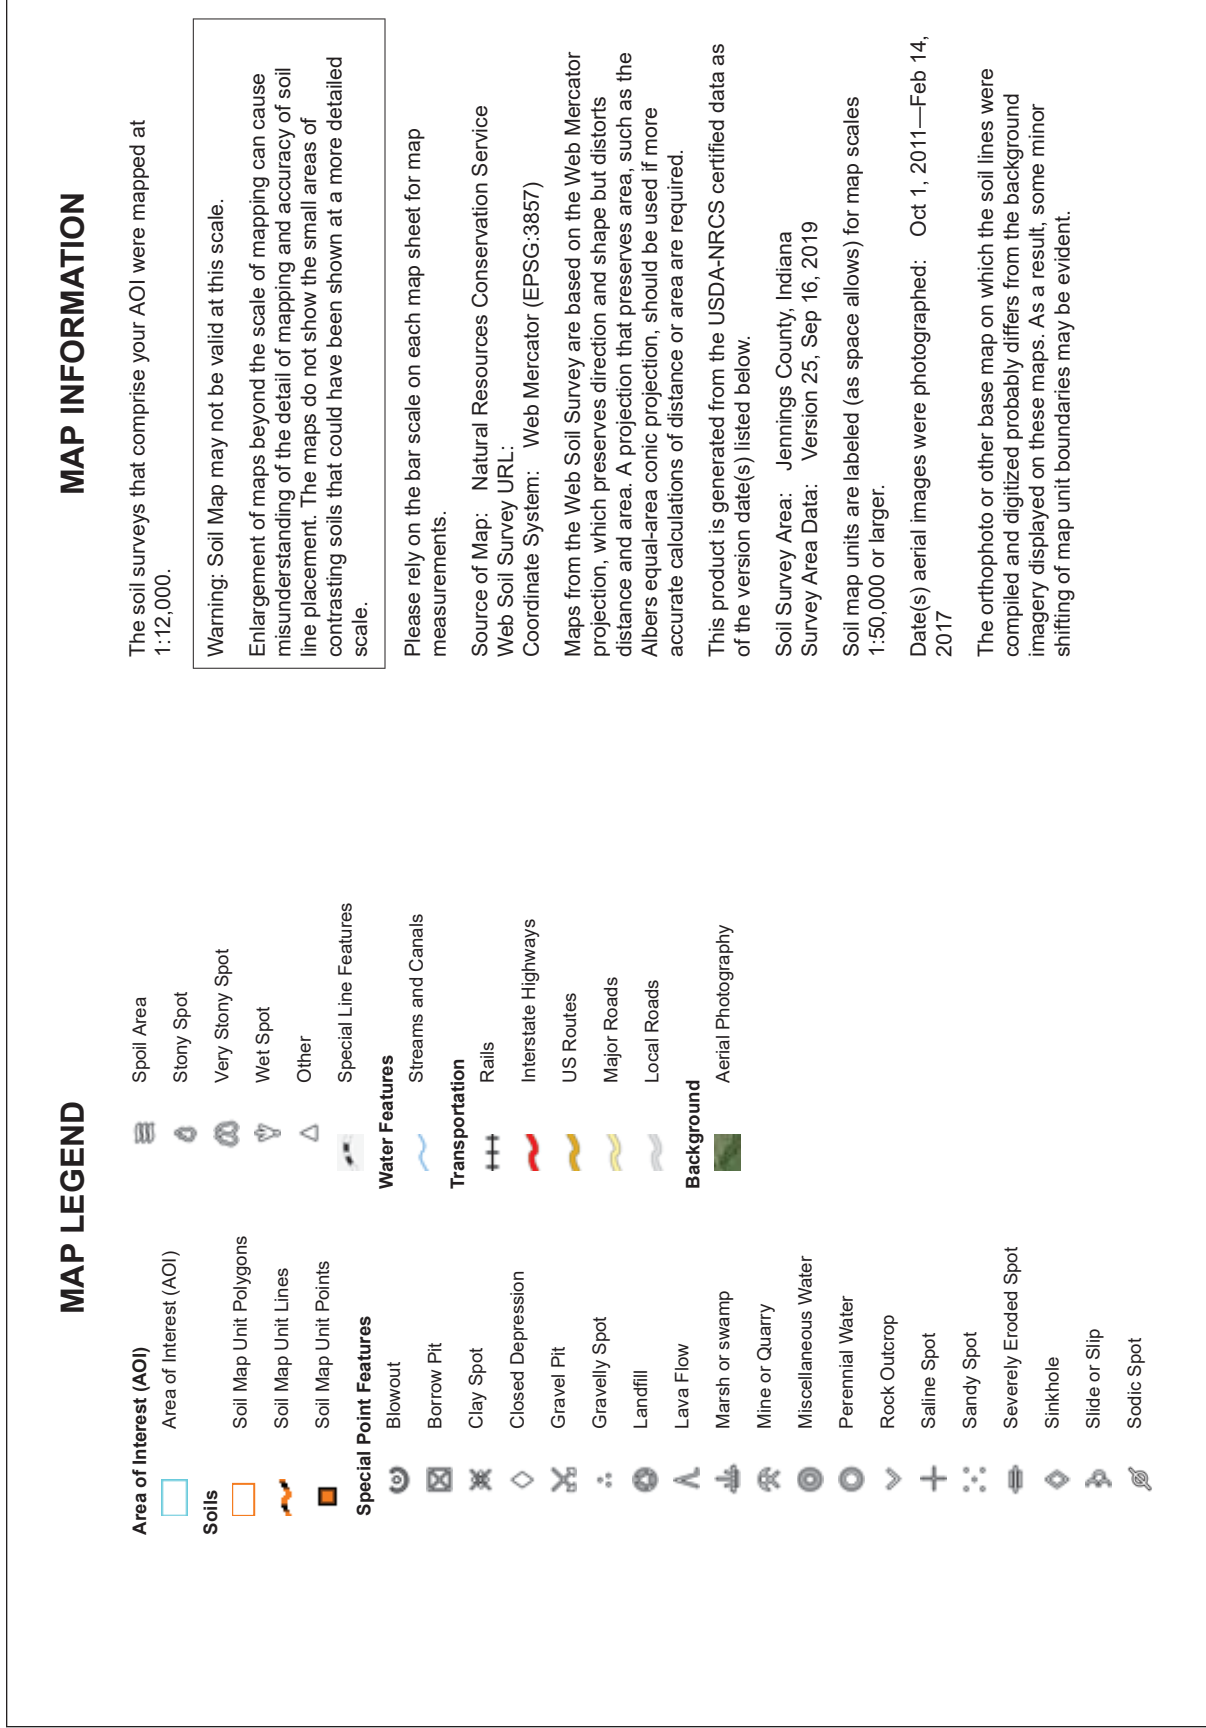 MAP LEGEND
Area of Interest (AOI)
Area of Interest (AOI)
Soils
Soil Map Unit Polygons
Soil Map Unit Lines
Soil Map Unit Points
Special Point Features
Blowout
Borrow Pit
Clay Spot
Closed Depression
Gravel Pit
Gravelly Spot
Landfill
Lava Flow
Marsh or swamp
Mine or Quarry
Miscellaneous Water
Perennial Water
Rock Outcrop
Saline Spot
Sandy Spot
Severely Eroded Spot
Sinkhole
Slide or Slip
Sodic Spot
Spoil Area
Stony Spot
Very Stony Spot
Wet Spot
Other
Special Line Features
Water Features
Streams and Canals
Transportation
Rails
Interstate Highways
US Routes
Major Roads
Local Roads
Background
Aerial Photography
MAP INFORMATION
The soil surveys that comprise your AOI were mapped at
1:12,000.
Warning: Soil Map may not be valid at this scale.
Enlargement of maps beyond the scale of mapping can cause
misunderstanding of the detail of mapping and accuracy of soil
line placement. The maps do not show the small areas of
contrasting soils that could have been shown at a more detailed
scale.
Please rely on the bar scale on each map sheet for map
measurements.
Source of Map: Natural Resources Conservation Service
Web Soil Survey URL:
Coordinate System: Web Mercator (EPSG:3857)
Maps from the Web Soil Survey are based on the Web Mercator
projection, which preserves direction and shape but distorts
distance and area. A projection that preserves area, such as the
Albers equal-area conic projection, should be used if more
accurate calculations of distance or area are required.
This product is generated from the USDA-NRCS certified data as
of the version date(s) listed below.
Soil Survey Area: Jennings County, Indiana
Survey Area Data: Version 25, Sep 16, 2019
Soil map units are labeled (as space allows) for map scales
1:50,000 or larger.
Date(s) aerial images were photographed: Oct 1, 2011—Feb 14,
2017
The orthophoto or other base map on which the soil lines were
compiled and digitized probably differs from the background
imagery displayed on these maps. As a result, some minor
shifting of map unit boundaries may be evident.